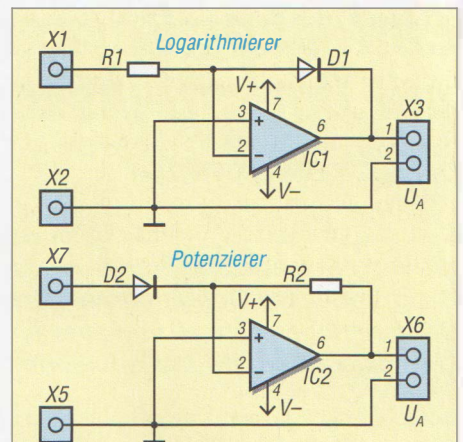 Logarithmierer
X1
R1
D1
V+
7
3
+
2
−
6
IC1
4
V−
X3
1
2
U_A
X2
Potenzierer
X7
D2
R2
V+
7
3
+
2
−
6
IC2
4
V−
X6
1
2
U_A
X5